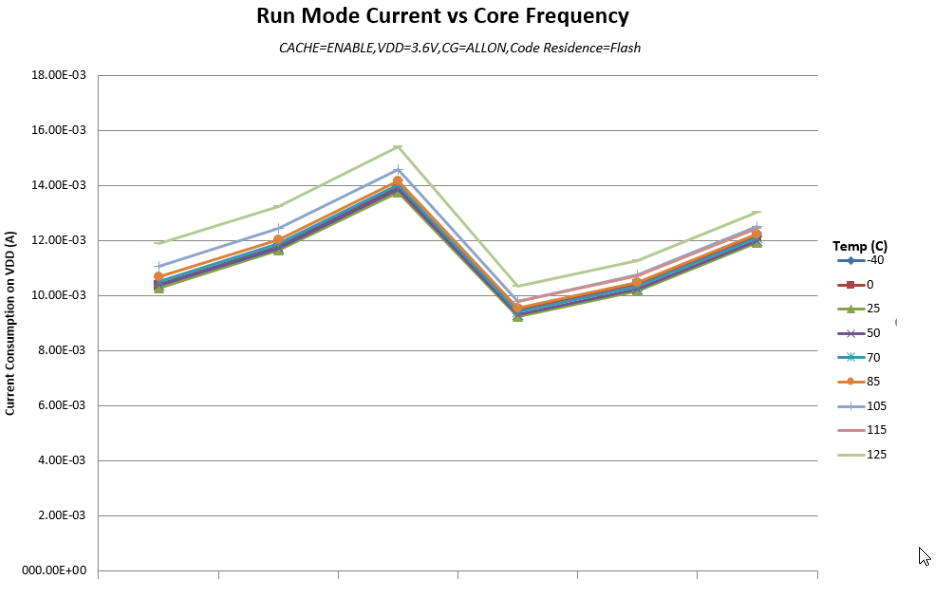 Run Mode Current vs Core Frequency
CACHE=ENABLE,VDD=3.6V,CG=ALLON,Code Residence=Flash
Current Consumption on VDD (A)
18.00E-03
16.00E-03
14.00E-03
12.00E-03
10.00E-03
8.00E-03
6.00E-03
4.00E-03
2.00E-03
000.00E+00
Temp (C)
-40
0
25
50
70
85
105
115
125